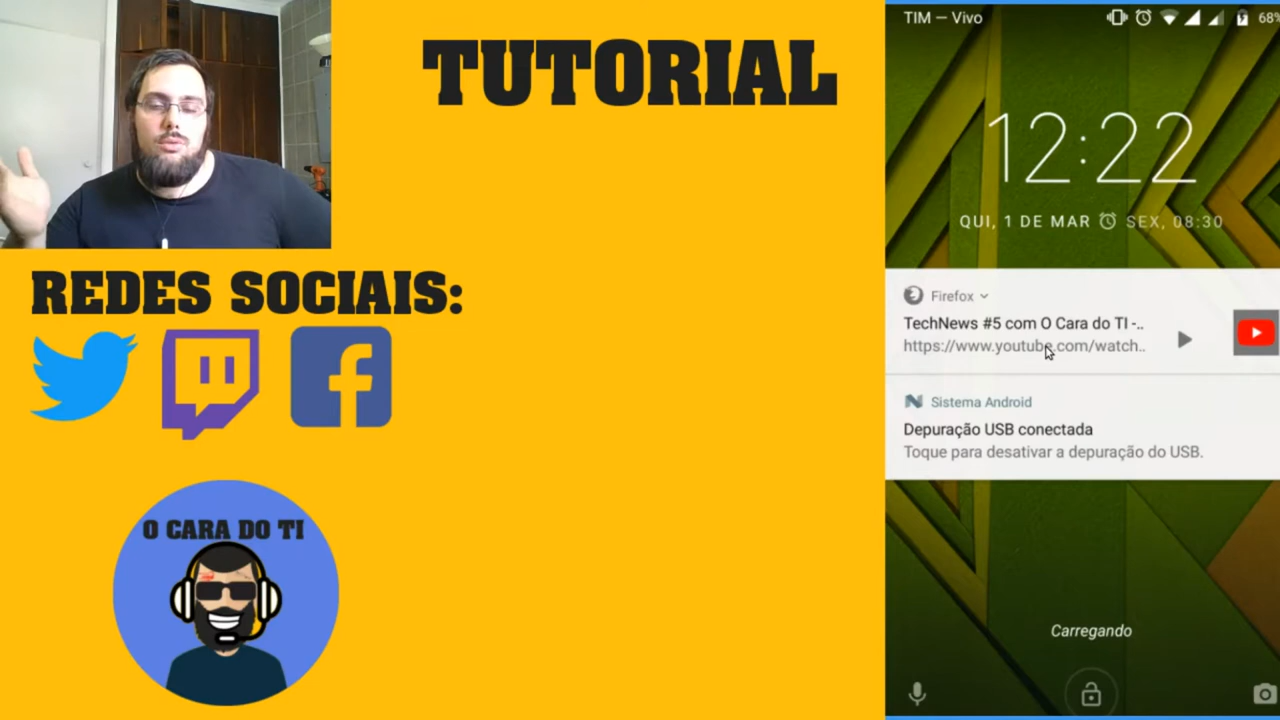 TUTORIAL
REDES SOCIAIS:
O CARA DO TI
TIM — Vivo
68%
12:22
QUI, 1 DE MAR SEX, 08:30
Firefox
TechNews #5 com O Cara do TI -..
https://www.youtube.com/watch..
Sistema Android
Depuração USB conectada
Toque para desativar a depuração do USB.
Carregando